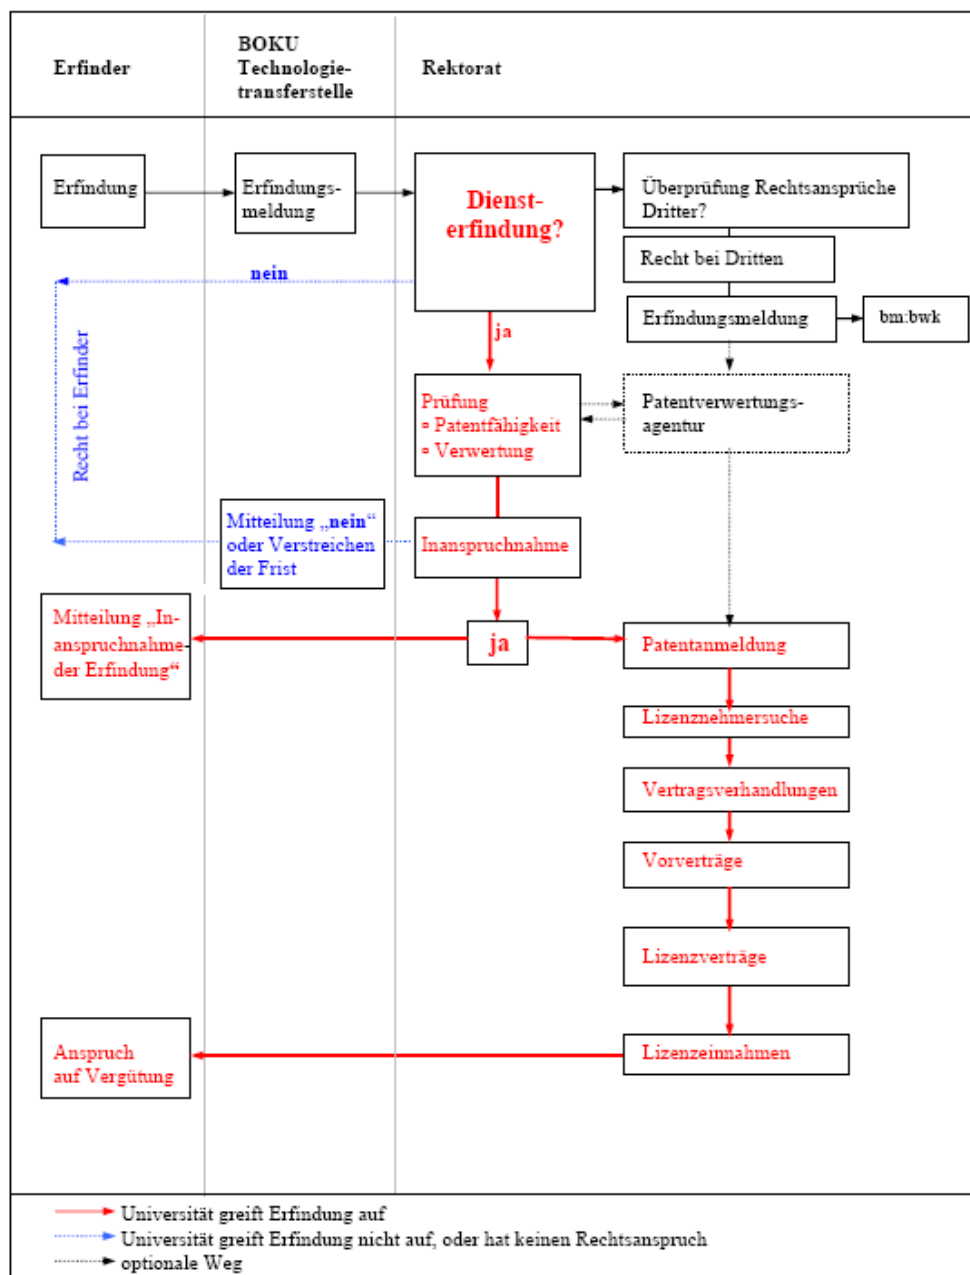 Erfinder
BOKU
Technologie-
transferstelle
Rektorat
Erfindung
Erfindungs-
meldung
Dienst-
erfindung?
Überprüfung Rechtsansprüche
Dritter?
Recht bei Dritten
nein
Erfindungsmeldung
bm:bwk
ja
Recht bei Erfinder
Prüfung
▫ Patentfähigkeit
▫ Verwertung
Patentverwertungs-
agentur
Mitteilung „nein“
oder Verstreichen
der Frist
Inanspruchnahme
Mitteilung „In-
anspruchnahme
der Erfindung“
ja
Patentanmeldung
Lizenznehmersuche
Vertragsverhandlungen
Vorverträge
Lizenzverträge
Anspruch
auf Vergütung
Lizenzeinnahmen
Universität greift Erfindung auf
Universität greift Erfindung nicht auf, oder hat keinen Rechtsanspruch
optionale Weg